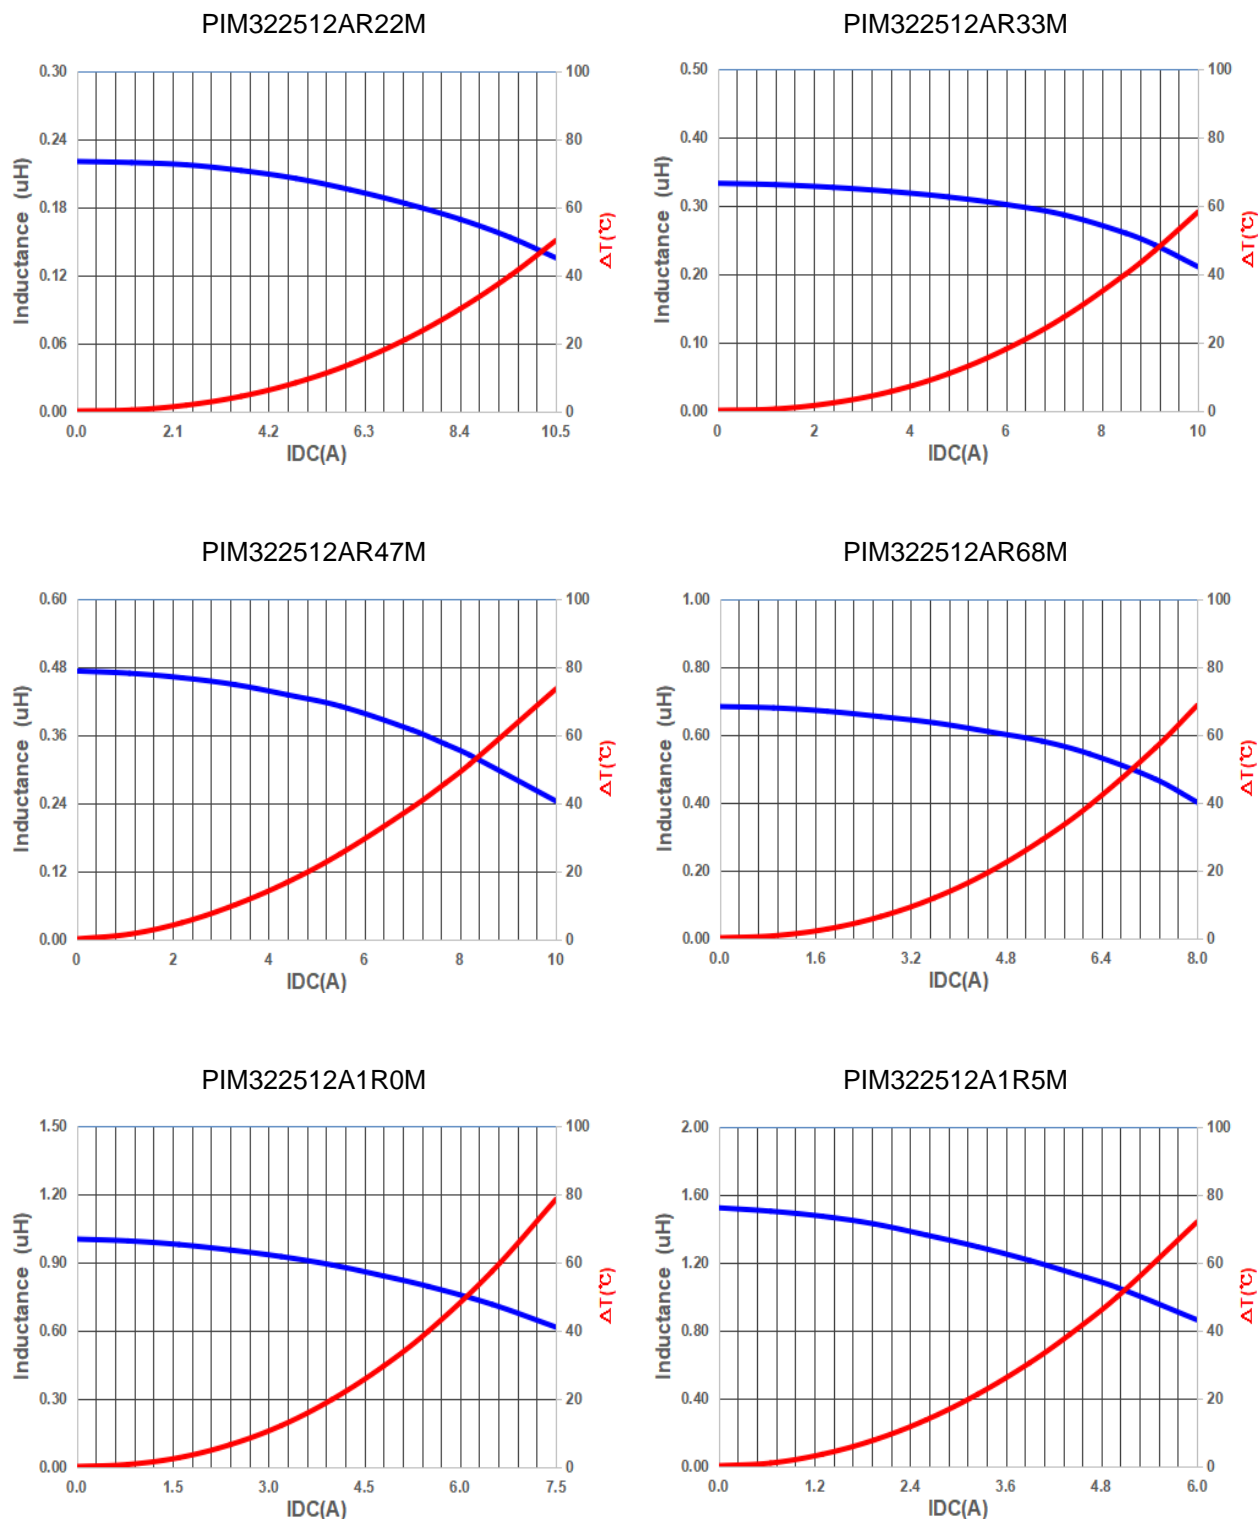 PIM322512AR22M
PIM322512AR33M
Inductance (uH)
0.30
0.24
0.18
0.12
0.06
0.00
100
80
60
40
20
0
ΔT(℃)
0.0 2.1 4.2 6.3 8.4 10.5
IDC(A)
Inductance (uH)
0.50
0.40
0.30
0.20
0.10
0.00
100
80
60
40
20
0
ΔT(℃)
0 2 4 6 8 10
IDC(A)
PIM322512AR47M
PIM322512AR68M
Inductance (uH)
0.60
0.48
0.36
0.24
0.12
0.00
100
80
60
40
20
0
ΔT(℃)
0 2 4 6 8 10
IDC(A)
Inductance (uH)
1.00
0.80
0.60
0.40
0.20
0.00
100
80
60
40
20
0
ΔT(℃)
0.0 1.6 3.2 4.8 6.4 8.0
IDC(A)
PIM322512A1R0M
PIM322512A1R5M
Inductance (uH)
1.50
1.20
0.90
0.60
0.30
0.00
100
80
60
40
20
0
ΔT(℃)
0.0 1.5 3.0 4.5 6.0 7.5
IDC(A)
Inductance (uH)
2.00
1.60
1.20
0.80
0.40
0.00
100
80
60
40
20
0
ΔT(℃)
0.0 1.2 2.4 3.6 4.8 6.0
IDC(A)